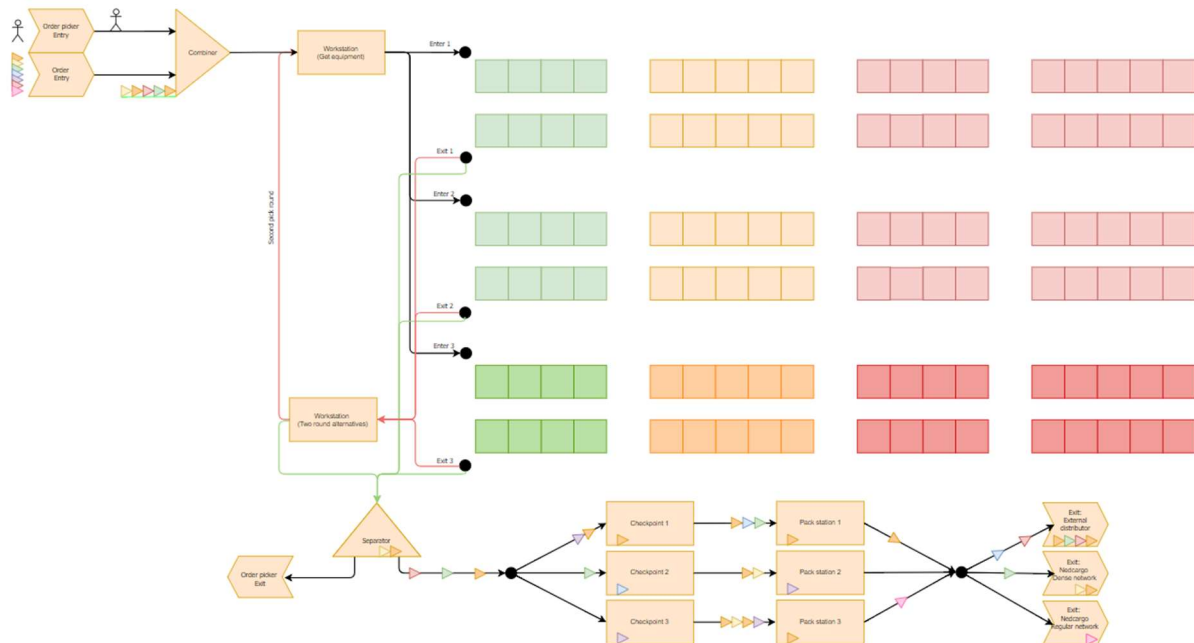 Order picker
Entry
Order
Entry
Combiner
Workstation
(Get equipment)
Enter 1
Exit 1
Enter 2
Second pick round
Exit 2
Enter 3
Workstation
(Two round alternatives)
Exit 3
Separator
Order picker
Exit
Checkpoint 1
Pack station 1
Exit:
External
distributor
Checkpoint 2
Pack station 2
Exit:
Nedcargo
Dense network
Checkpoint 3
Pack station 3
Exit:
Nedcargo
Regular network